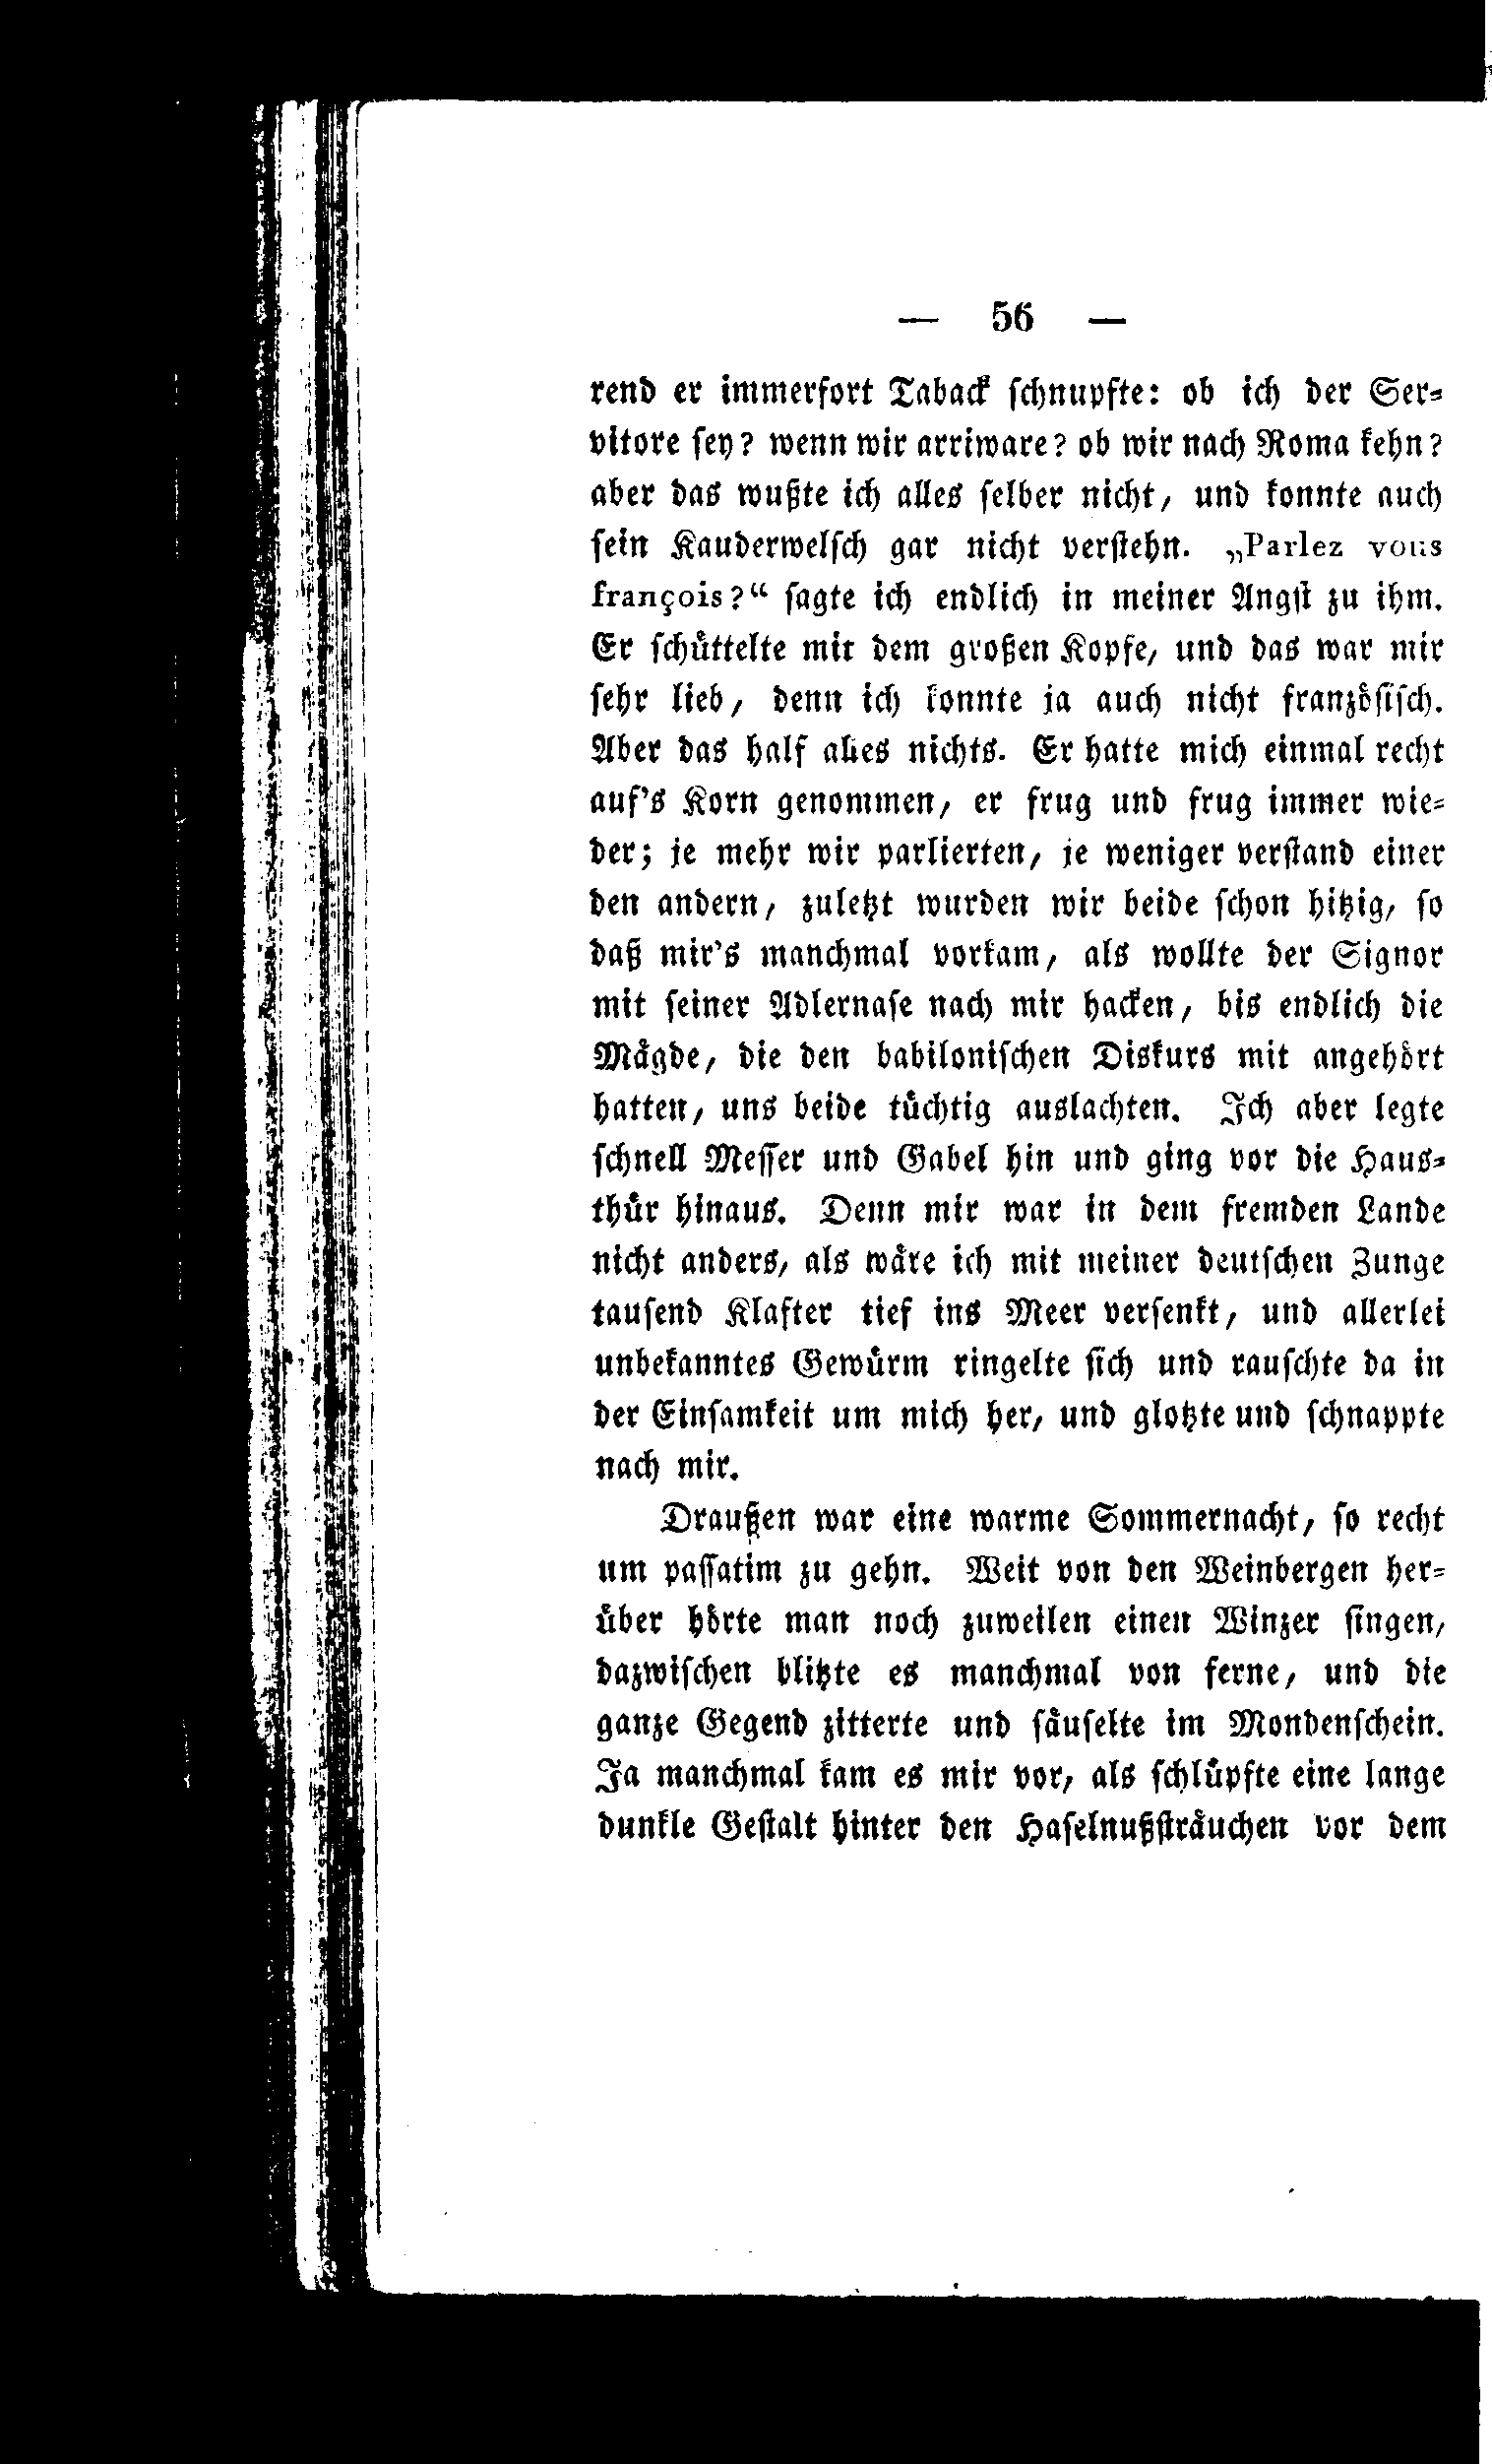 — 56 —
rend er immerfort Taback ſchnupfte: ob ich der Ser-
vitore ſey? wenn wir arriware? ob wir nach Roma kehn?
aber das wußte ich alles ſelber nicht, und konnte auch
ſein Kauderwelſch gar nicht verſtehn. „Parlez vous
françois?“ ſagte ich endlich in meiner Angſt zu ihm.
Er ſchüttelte mit dem großen Kopfe, und das war mir
ſehr lieb, denn ich konnte ja auch nicht franzöſiſch.
Aber das half alles nichts. Er hatte mich einmal recht
auf's Korn genommen, er frug und frug immer wie-
der; je mehr wir parlierten, je weniger verſtand einer
den andern, zuletzt wurden wir beide ſchon hitzig, ſo
daß mir's manchmal vorkam, als wollte der Signor
mit ſeiner Adlernaſe nach mir hacken, bis endlich die
Mägde, die den babiloniſchen Diskurs mit angehört
hatten, uns beide tüchtig auslachten. Ich aber legte
ſchnell Meſſer und Gabel hin und ging vor die Haus-
thür hinaus. Denn mir war in dem fremden Lande
nicht anders, als wäre ich mit meiner deutſchen Zunge
tauſend Klafter tief ins Meer verſenkt, und allerlei
unbekanntes Gewürm ringelte ſich und rauſchte da in
der Einſamkeit um mich her, und glotzte und ſchnappte
nach mir.
Draußen war eine warme Sommernacht, ſo recht
um paſſatim zu gehn. Weit von den Weinbergen her-
über hörte man noch zuweilen einen Winzer ſingen,
dazwiſchen blitzte es manchmal von ferne, und die
ganze Gegend zitterte und ſäuſelte im Mondenſchein.
Ja manchmal kam es mir vor, als ſchlüpfte eine lange
dunkle Geſtalt hinter den Haſelnußſträuchen vor dem